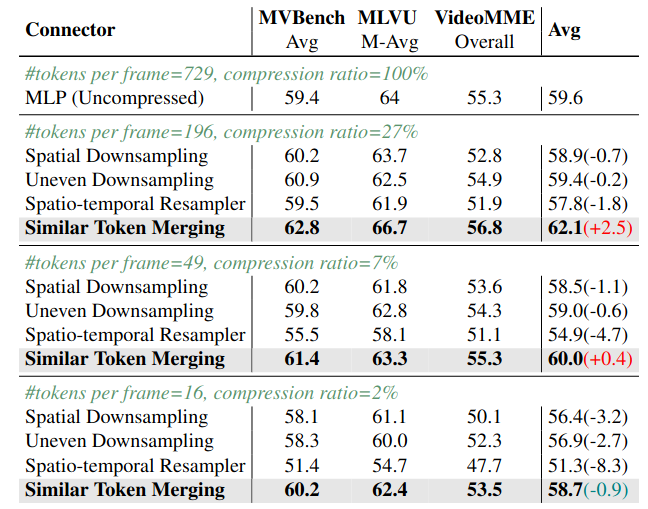 Connector MVBench MLVU VideoMME Avg
Avg M-Avg Overall
#tokens per frame=729, compression ratio=100%
MLP (Uncompressed) 59.4 64 55.3 59.6
#tokens per frame=196, compression ratio=27%
Spatial Downsampling 60.2 63.7 52.8 58.9(-0.7)
Uneven Downsampling 60.9 62.5 54.9 59.4(-0.2)
Spatio-temporal Resampler 59.5 61.9 51.9 57.8(-1.8)
Similar Token Merging 62.8 66.7 56.8 62.1(+2.5)
#tokens per frame=49, compression ratio=7%
Spatial Downsampling 60.2 61.8 53.6 58.5(-1.1)
Uneven Downsampling 59.8 62.8 54.3 59.0(-0.6)
Spatio-temporal Resampler 55.5 58.1 51.1 54.9(-4.7)
Similar Token Merging 61.4 63.3 55.3 60.0(+0.4)
#tokens per frame=16, compression ratio=2%
Spatial Downsampling 58.1 61.1 50.1 56.4(-3.2)
Uneven Downsampling 58.3 60.0 52.3 56.9(-2.7)
Spatio-temporal Resampler 51.4 54.7 47.7 51.3(-8.3)
Similar Token Merging 60.2 62.4 53.5 58.7(-0.9)